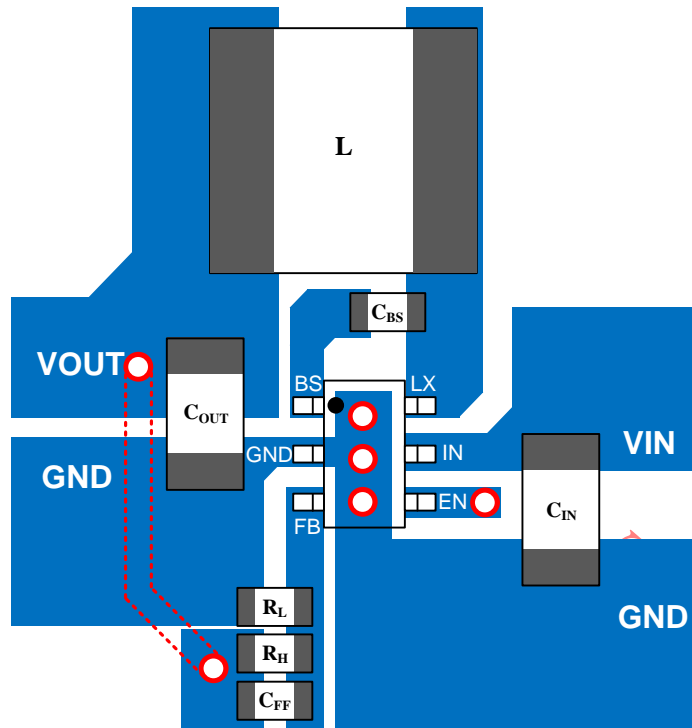 L
C_BS
VOUT
BS
LX
C_OUT
GND
GND
IN
VIN
FB
EN
C_IN
R_L
GND
R_H
C_FF